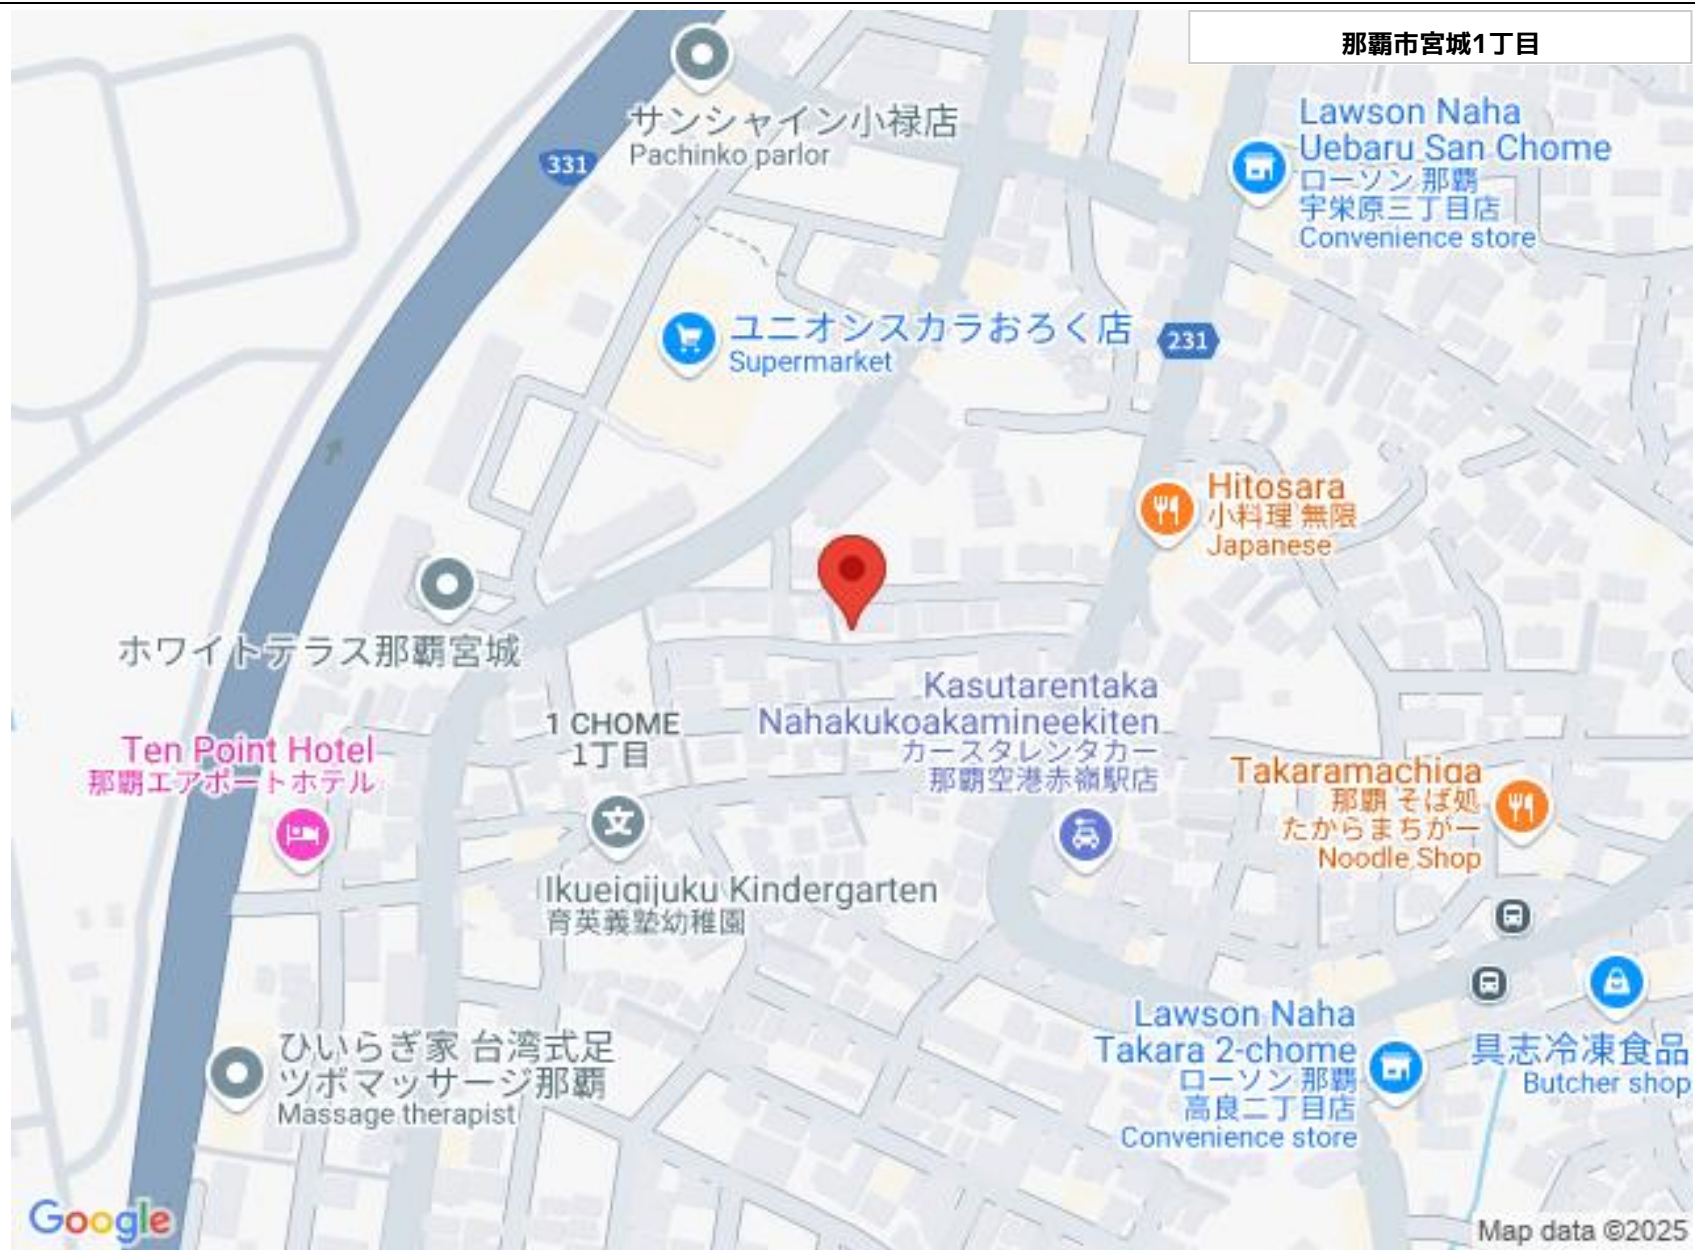 那覇市宮城1丁目
サンシャイン小禄店
Pachinko parlor
331
Lawson Naha
Uebaru San Chome
ローソン 那覇
宇栄原三丁目店
Convenience store
ユニオンスカラおろく店
Supermarket
231
Hitosara
小料理 無限
Japanese
ホワイトテラス那覇宮城
Kasutarentaka
Nahakukoakamineekiten
カースタレンタカー
那覇空港赤嶺駅店
1 CHOME
1丁目
Ten Point Hotel
那覇エアポートホテル
Takaramachiga
那覇 そば処
たからまちがー
Noodle Shop
文
Ikueigijuku Kindergarten
育英義塾幼稚園
Lawson Naha
Takara 2-chome
ローソン 那覇
高良二丁目店
Convenience store
具志冷凍食品
Butcher shop
ひいらぎ家 台湾式足
ツボマッサージ那覇
Massage therapist
Google
Map data ©2025